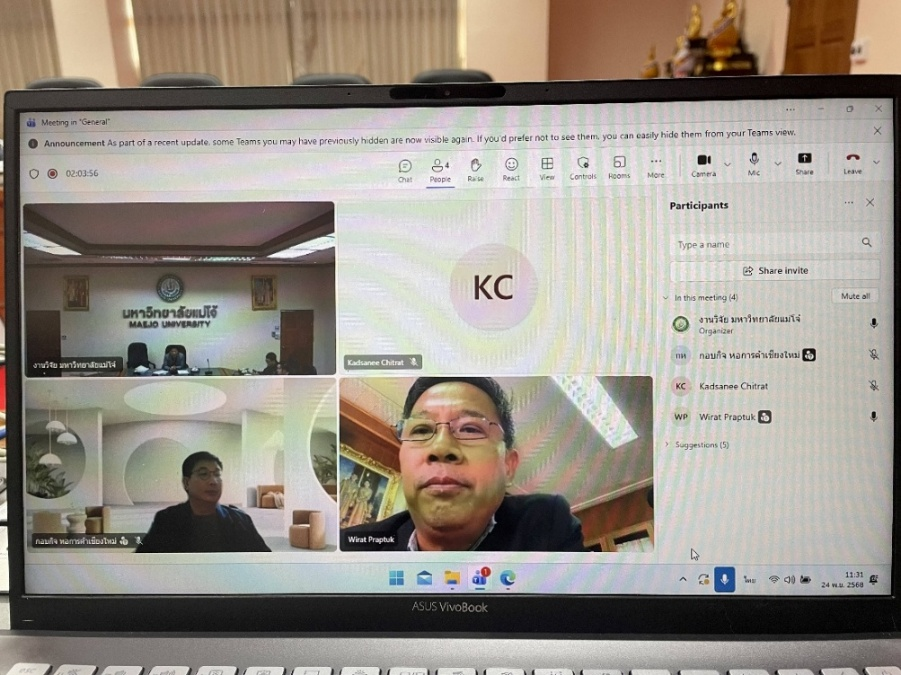 Meeting in "General"
Announcement As part of a recent update, some Teams you may have previously hidden are now visible again. If you'd prefer not to see them, you can easily hide them from your Teams view.
02:03:56
Chat
4
People
Raise
React
View
Controls
Rooms
More
Camera
Mic
Share
Leave
มหาวิทยาลัยแม่โจ้
MAEJO UNIVERSITY
งานวิจัย มหาวิทยาลัยแม่โจ้
KC
Kadsanee Chitrat
กอบกิจ หอการค้าเชียงใหม่
Wirat Praptuk
Participants
Type a name
Share invite
In this meeting (4)
Mute all
งานวิจัย มหาวิทยาลัยแม่โจ้
Organizer
กห กอบกิจ หอการค้าเชียงใหม่
KC Kadsanee Chitrat
WP Wirat Praptuk
Suggestions (5)
1
ไทย
11:31
24 พ.ย. 2568
ASUS VivoBook
esc